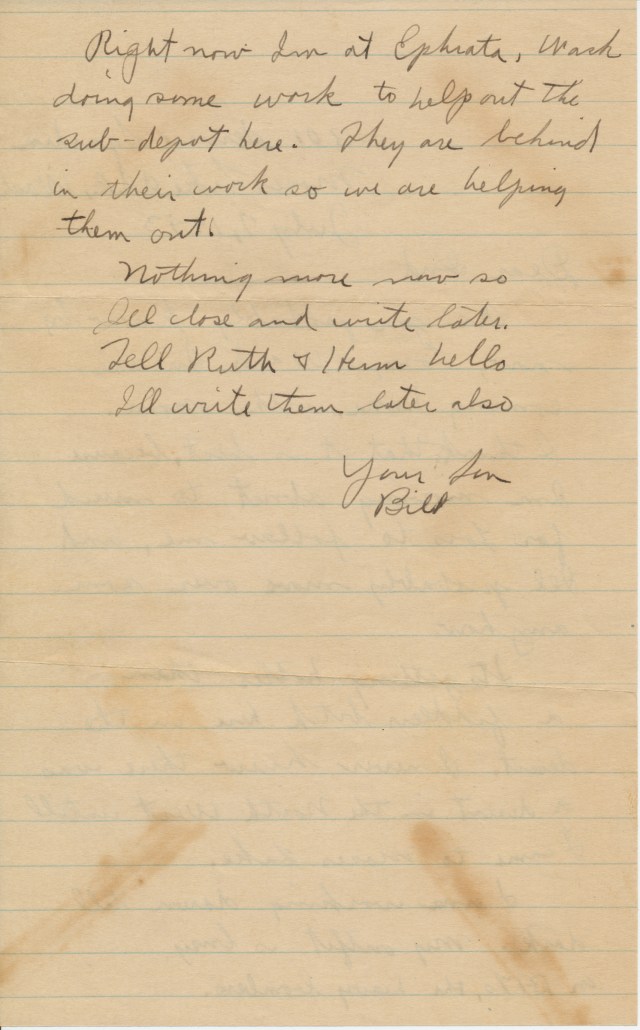 Right now I'm at Ephrata, Wash
doing some work to help out the
sub-depot here. They are behind
in their work so we are helping
them out.
Nothing more now so
I'll close and write later.
Tell Ruth & Herm hello
I'll write them later also
Your Son
Bill